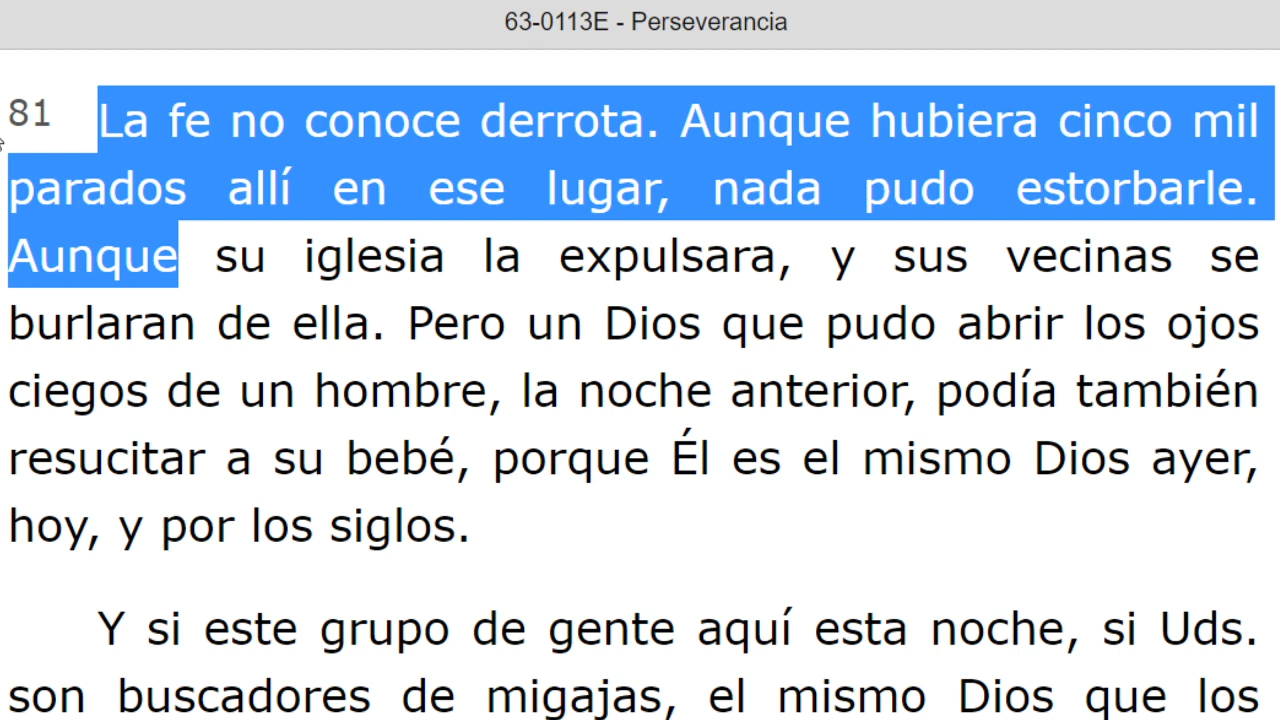 63-0113E - Perseverancia
81 La fe no conoce derrota. Aunque hubiera cinco mil
parados allí en ese lugar, nada pudo estorbarle.
Aunque su iglesia la expulsara, y sus vecinas se
burlaran de ella. Pero un Dios que pudo abrir los ojos
ciegos de un hombre, la noche anterior, podía también
resucitar a su bebé, porque Él es el mismo Dios ayer,
hoy, y por los siglos.
Y si este grupo de gente aquí esta noche, si Uds.
son buscadores de migajas, el mismo Dios que los